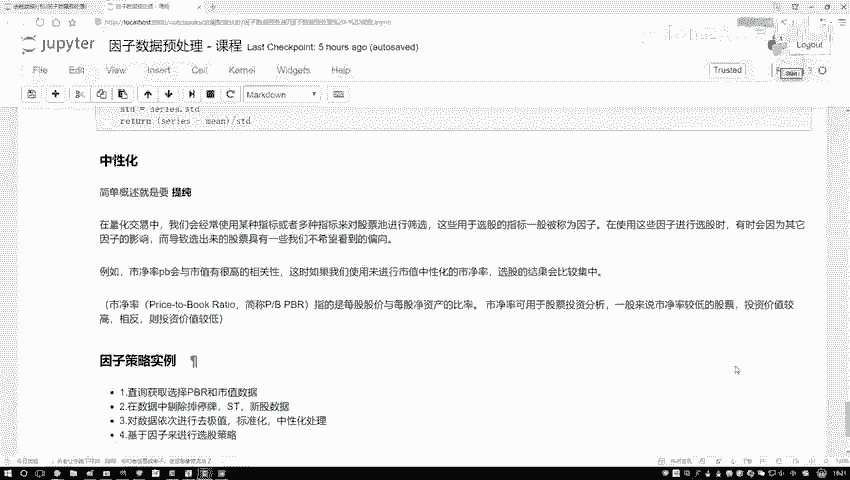 jupyter 因子数据预处理 - 课程 Last Checkpoint: 5 hours ago (autosaved)
Logout
File Edit View Insert Cell Kernel Widgets Help
Trusted
Markdown
std = series.std
return (series - mean)/std
中性化
简单概述就是要 提纯
在量化交易中，我们会经常使用某种指标或者多种指标来对股票池进行筛选，这些用于选股的指标一般被称为因子。在使用这些因子进行选股时，有时会因为其它
因子的影响，而导致选出来的股票具有一些我们不希望看到的偏向。
例如，市净率pb会与市值有很高的相关性，这时如果我们使用未进行市值中性化的市净率，选股的结果会比较集中。
（市净率（Price-to-Book Ratio，简称P/B PBR）指的是每股股价与每股净资产的比率。 市净率可用于股票投资分析，一般来说市净率较低的股票，投资价值较
高，相反，则投资价值较低）
因子策略实例 ¶
• 1.查询获取选择PBR和市值数据
• 2.在数据中剔除掉停牌，ST，新股数据
• 3.对数据依次进行去极值，标准化，中性化处理
• 4.基于因子来进行选股策略